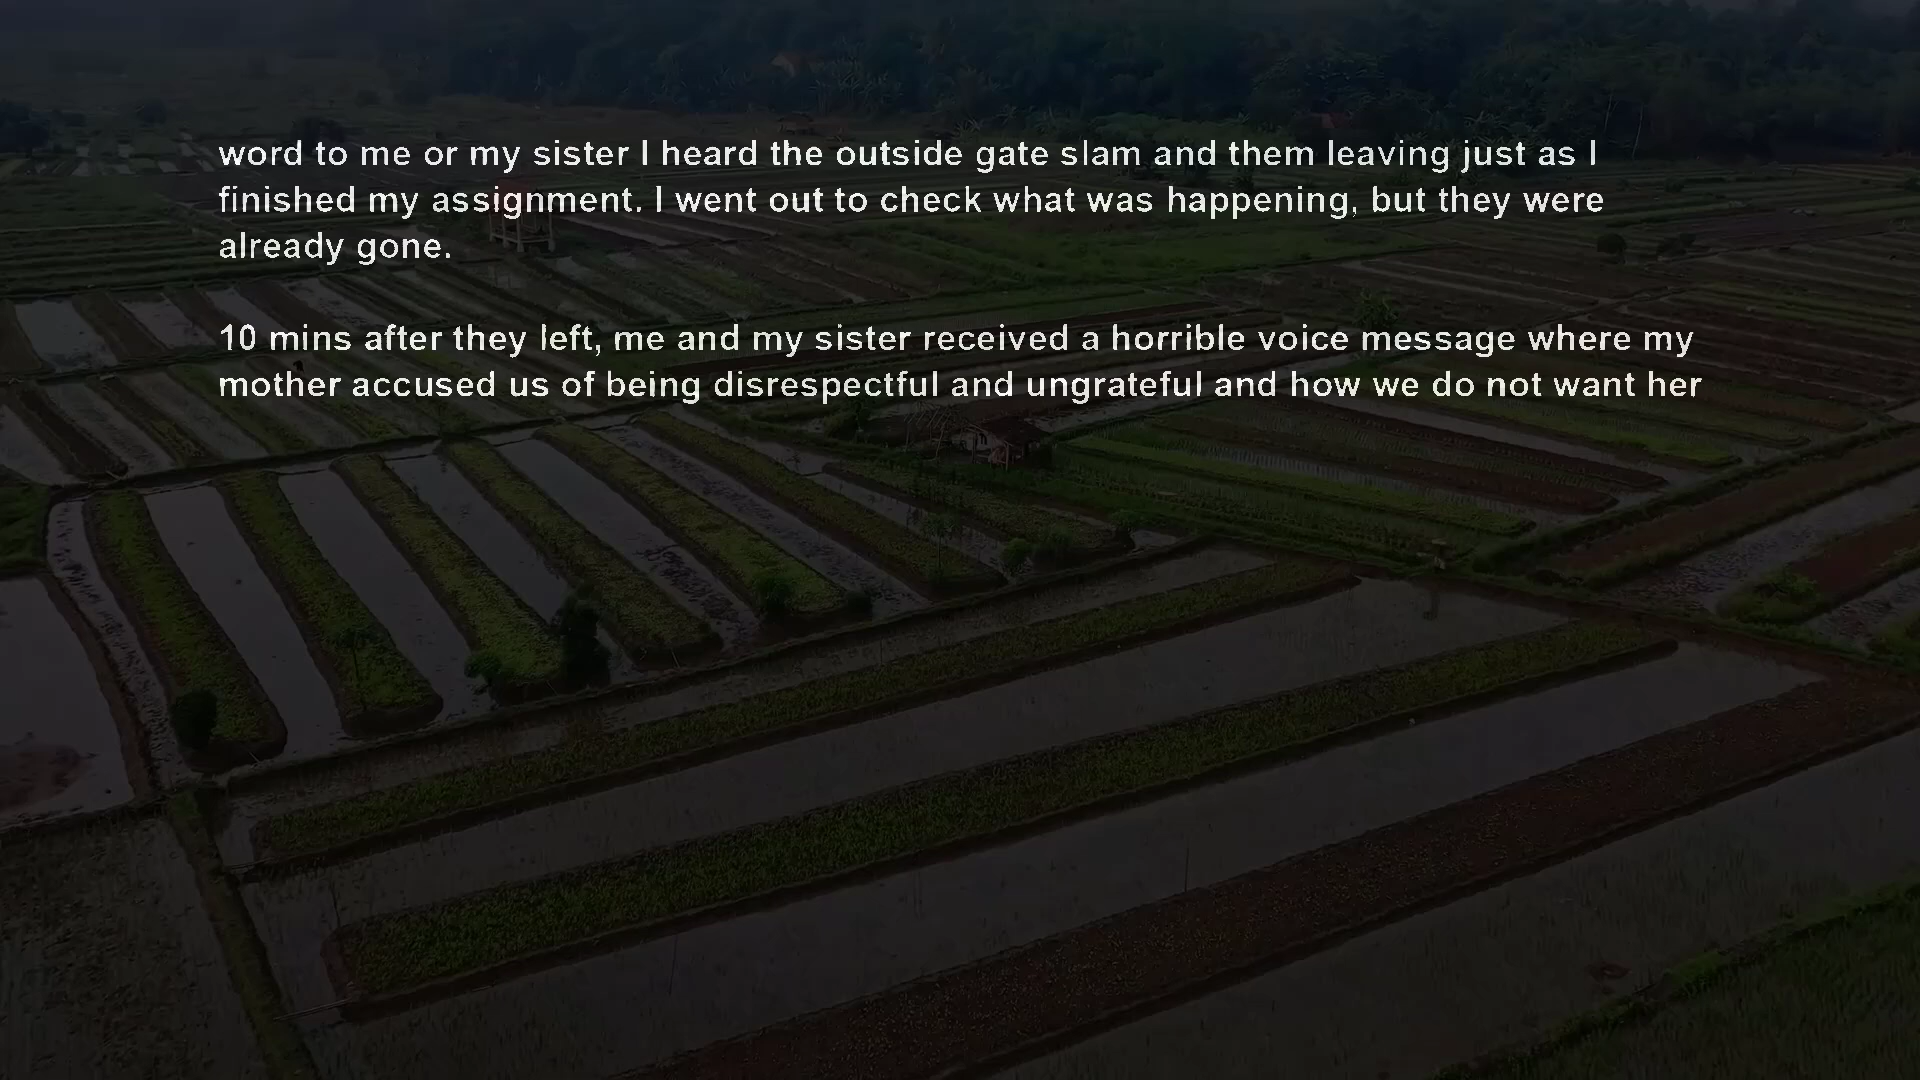 word to me or my sister I heard the outside gate slam and them leaving just as I
finished my assignment. I went out to check what was happening, but they were
already gone.
10 mins after they left, me and my sister received a horrible voice message where my
mother accused us of being disrespectful and ungrateful and how we do not want her